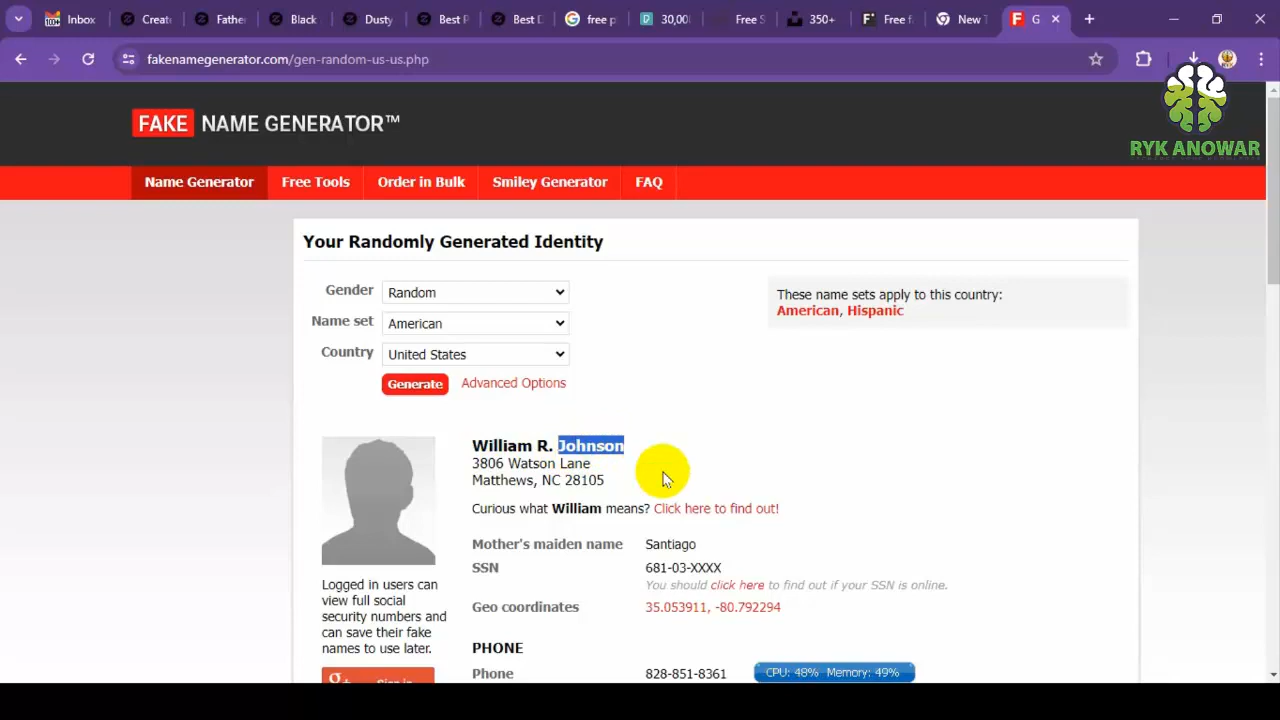 Inbox
Create
Father
Black
Dusty
Best P
Best D
free p
30,00
Free S
350+
Free f
New T
G
fakenamegenerator.com/gen-random-us-us.php
RYK ANOWAR
FAKE NAME GENERATOR™
Name Generator Free Tools Order in Bulk Smiley Generator FAQ
Your Randomly Generated Identity
Gender Random
Name set American
Country United States
Generate Advanced Options
These name sets apply to this country:
American, Hispanic
William R. Johnson
3806 Watson Lane
Matthews, NC 28105
Curious what William means? Click here to find out!
Mother's maiden name Santiago
SSN 681-03-XXXX
You should click here to find out if your SSN is online.
Geo coordinates 35.053911, -80.792294
PHONE
Phone 828-851-8361
Logged in users can
view full social
security numbers and
can save their fake
names to use later.
CPU: 48% Memory: 49%